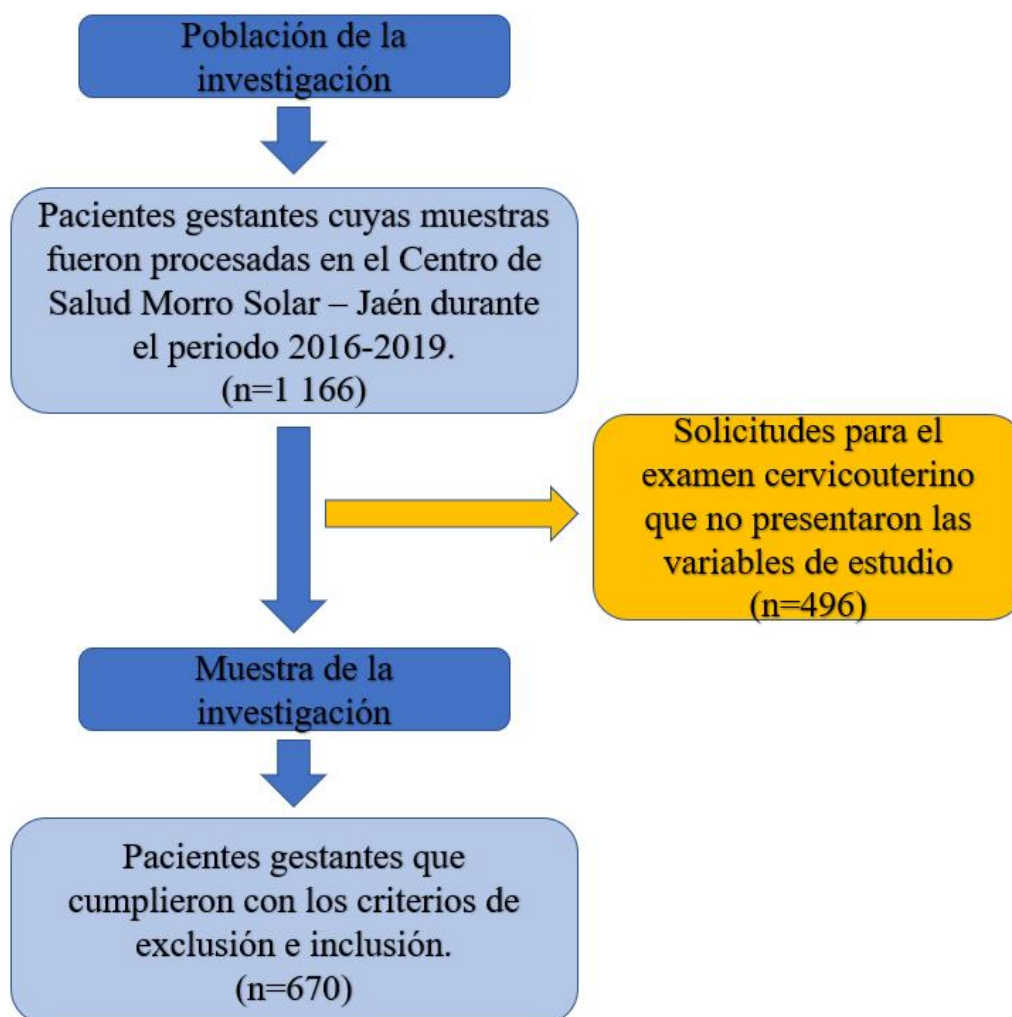 Población de la
investigación
Pacientes gestantes cuyas muestras
fueron procesadas en el Centro de
Salud Morro Solar – Jaén durante
el periodo 2016-2019.
(n=1 166)
Solicitudes para el
examen cervicouterino
que no presentaron las
variables de estudio
(n=496)
Muestra de la
investigación
Pacientes gestantes que
cumplieron con los criterios de
exclusión e inclusión.
(n=670)